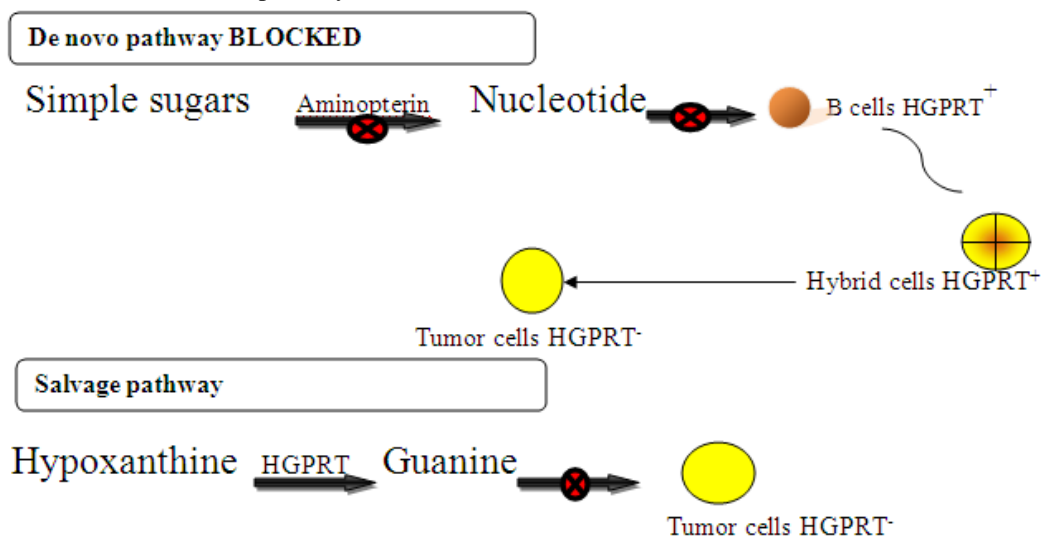 De novo pathway BLOCKED
Simple sugars Aminopterin Nucleotide B cells HGPRT+
Hybrid cells HGPRT+
Tumor cells HGPRT-
Salvage pathway
Hypoxanthine HGPRT Guanine
Tumor cells HGPRT-